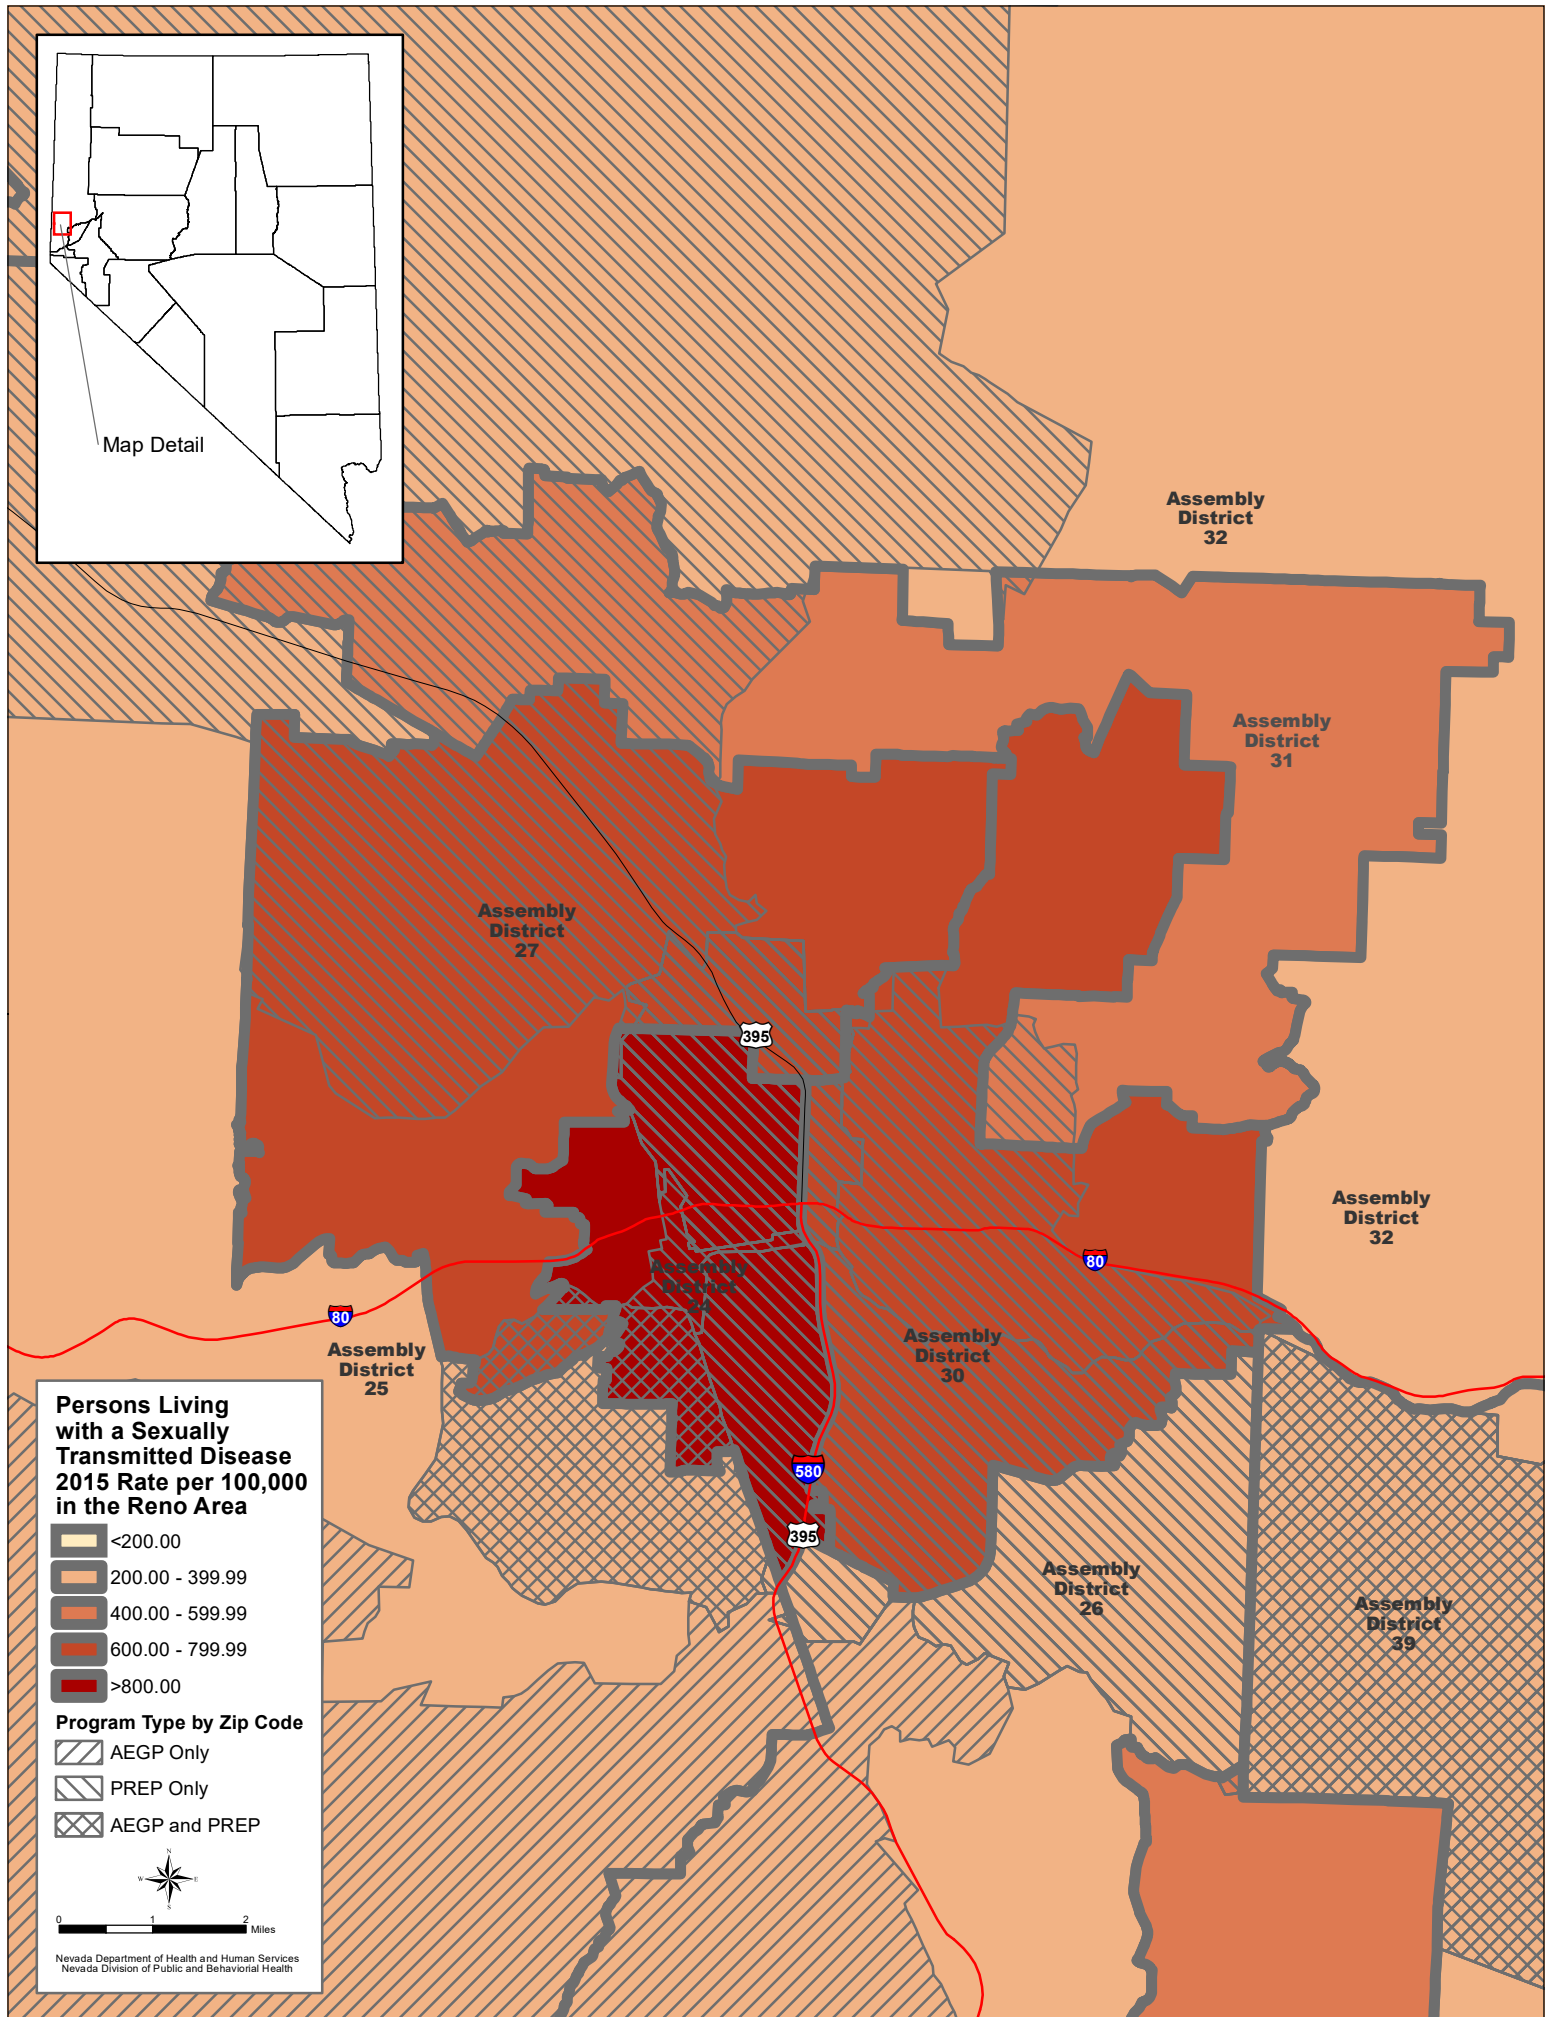 Map Detail
Assembly
District
32
Assembly
District
31
Assembly
District
27
395
Assembly
District
32
Assembly
District
24
80
80
Assembly
District
25
Assembly
District
30
580
395
Assembly
District
26
Assembly
District
39
Persons Living
with a Sexually
Transmitted Disease
2015 Rate per 100,000
in the Reno Area
<200.00
200.00 - 399.99
400.00 - 599.99
600.00 - 799.99
>800.00
Program Type by Zip Code
AEGP Only
PREP Only
AEGP and PREP
N
W E
S
0 1 2
Miles
Nevada Department of Health and Human Services
Nevada Division of Public and Behaviorial Health